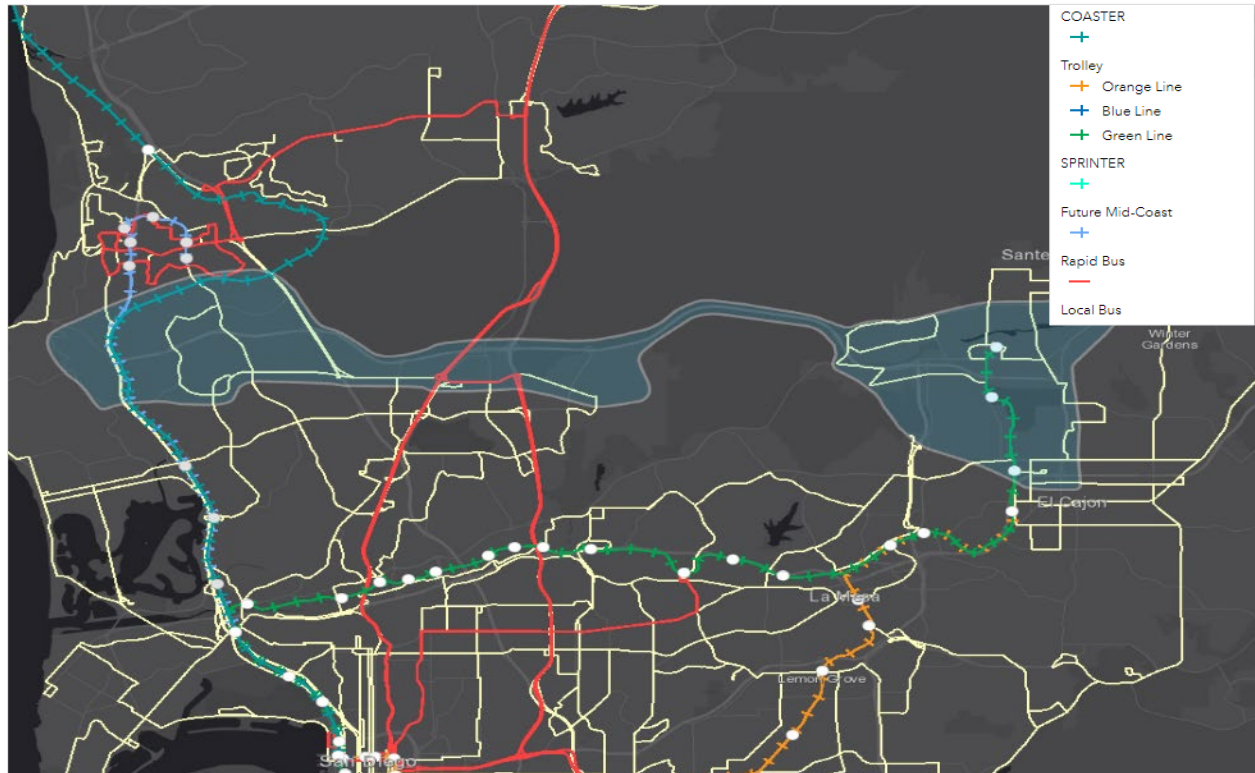 COASTER
Trolley
Orange Line
Blue Line
Green Line
SPRINTER
Future Mid-Coast
Rapid Bus
Local Bus
Sante
Winter
Gardens
El Cajon
La Mesa
Lemon Grove
San Diego